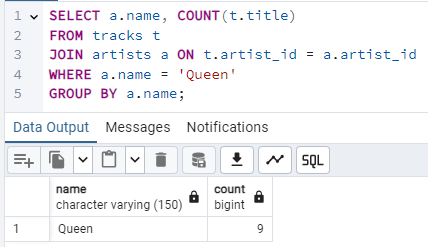 1 SELECT a.name, COUNT(t.title)
2 FROM tracks t
3 JOIN artists a ON t.artist_id = a.artist_id
4 WHERE a.name = 'Queen'
5 GROUP BY a.name;
Data Output Messages Notifications
SQL
name count
character varying (150) bigint
1 Queen 9